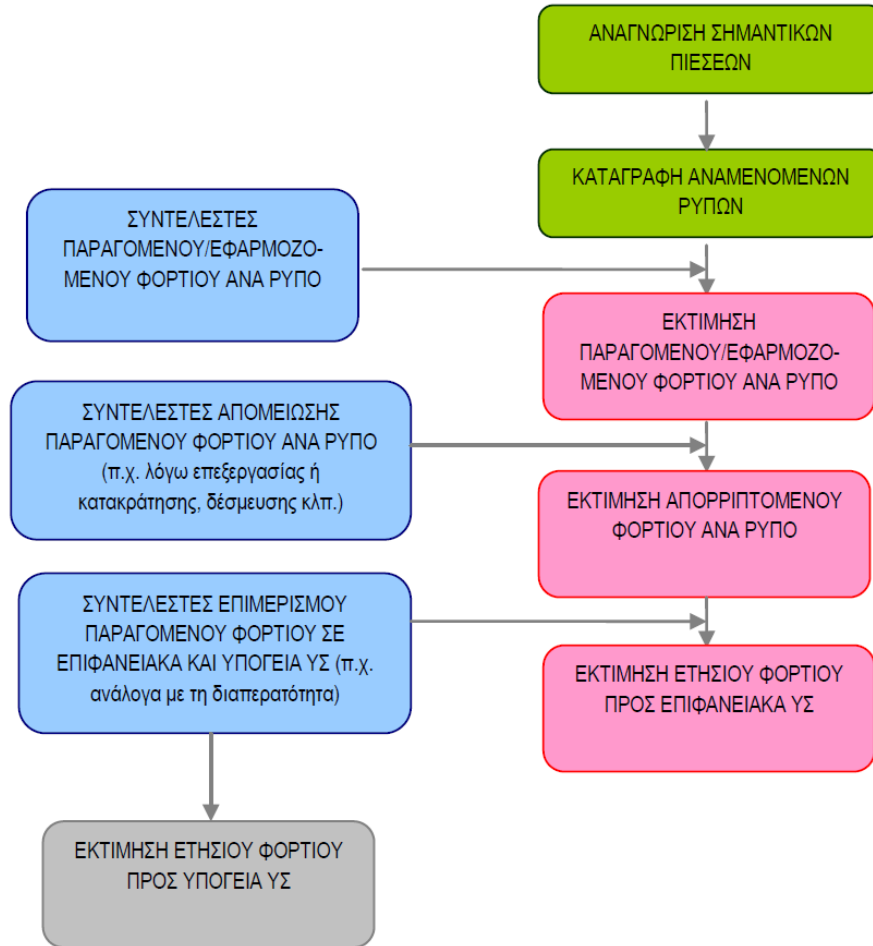 ΑΝΑΓΝΩΡΙΣΗ ΣΗΜΑΝΤΙΚΩΝ
ΠΙΕΣΕΩΝ
ΚΑΤΑΓΡΑΦΗ ΑΝΑΜΕΝΟΜΕΝΩΝ
ΡΥΠΩΝ
ΣΥΝΤΕΛΕΣΤΕΣ
ΠΑΡΑΓΟΜΕΝΟΥ/ΕΦΑΡΜΟΖΟ-
ΜΕΝΟΥ ΦΟΡΤΙΟΥ ΑΝΑ ΡΥΠΟ
ΕΚΤΙΜΗΣΗ
ΠΑΡΑΓΟΜΕΝΟΥ/ΕΦΑΡΜΟΖΟ-
ΜΕΝΟΥ ΦΟΡΤΙΟΥ ΑΝΑ ΡΥΠΟ
ΣΥΝΤΕΛΕΣΤΕΣ ΑΠΟΜΕΙΩΣΗΣ
ΠΑΡΑΓΟΜΕΝΟΥ ΦΟΡΤΙΟΥ ΑΝΑ ΡΥΠΟ
(π.χ. λόγω επεξεργασίας ή
κατακράτησης, δέσμευσης κλπ.)
ΕΚΤΙΜΗΣΗ ΑΠΟΡΡΙΠΤΟΜΕΝΟΥ
ΦΟΡΤΙΟΥ ΑΝΑ ΡΥΠΟ
ΣΥΝΤΕΛΕΣΤΕΣ ΕΠΙΜΕΡΙΣΜΟΥ
ΠΑΡΑΓΟΜΕΝΟΥ ΦΟΡΤΙΟΥ ΣΕ
ΕΠΙΦΑΝΕΙΑΚΑ ΚΑΙ ΥΠΟΓΕΙΑ ΥΣ (π.χ.
ανάλογα με τη διαπερατότητα)
ΕΚΤΙΜΗΣΗ ΕΤΗΣΙΟΥ ΦΟΡΤΙΟΥ
ΠΡΟΣ ΕΠΙΦΑΝΕΙΑΚΑ ΥΣ
ΕΚΤΙΜΗΣΗ ΕΤΗΣΙΟΥ ΦΟΡΤΙΟΥ
ΠΡΟΣ ΥΠΟΓΕΙΑ ΥΣ